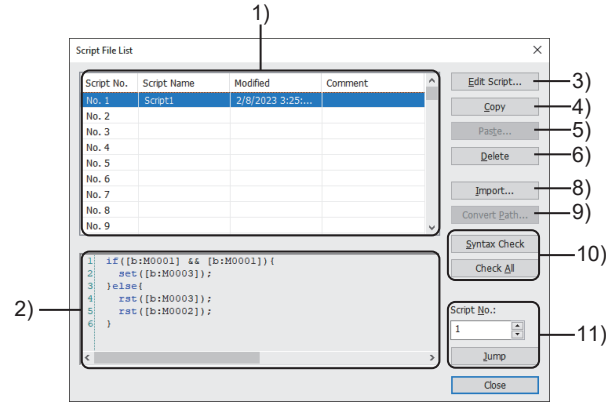 1)
Script File List
Script No. Script Name Modified Comment
No. 1 Script1 2/8/2023 3:25:...
No. 2
No. 3
No. 4
No. 5
No. 6
No. 7
No. 8
No. 9
Edit Script... 3)
Copy 4)
Paste... 5)
Delete 6)
Import... 8)
Convert Path... 9)
Syntax Check
Check All
10)
2)
1 if([b:M0001] && [b:M0001]){
2 set([b:M0003]);
3 }else{
4 rst([b:M0003]);
5 rst([b:M0002]);
6 }
Script No.:
1
Jump
11)
Close